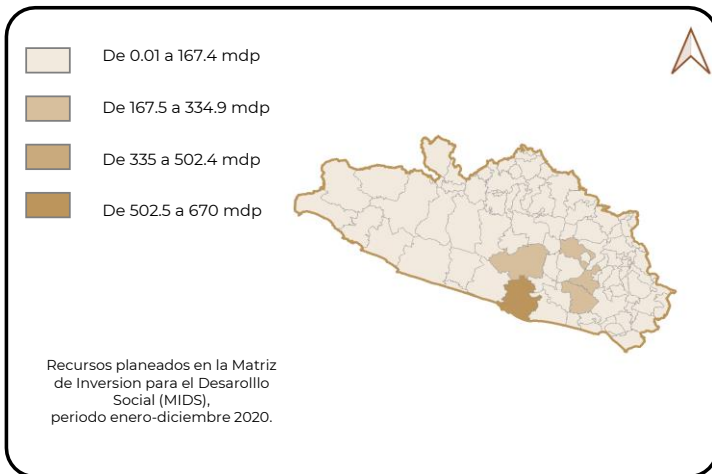 De 0.01 a 167.4 mdp
De 167.5 a 334.9 mdp
De 335 a 502.4 mdp
De 502.5 a 670 mdp
Recursos planeados en la Matriz
de Inversion para el Desarolllo
Social (MIDS),
periodo enero-diciembre 2020.